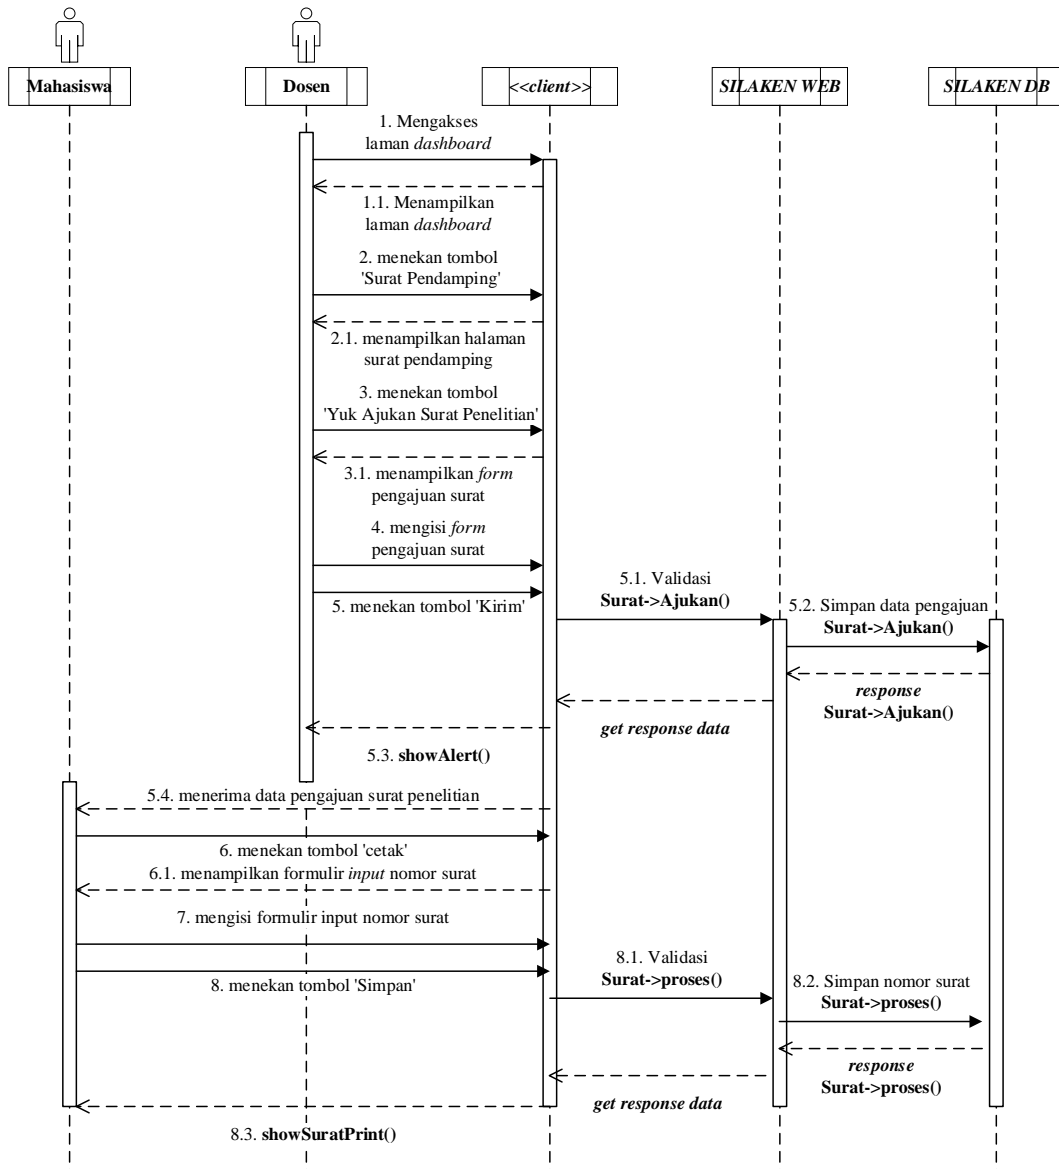 Mahasiswa
Dosen
<<client>>
SILAKEN WEB
SILAKEN DB
1. Mengakses
laman dashboard
1.1. Menampilkan
laman dashboard
2. menekan tombol
'Surat Pendamping'
2.1. menampilkan halaman
surat pendamping
3. menekan tombol
'Yuk Ajukan Surat Penelitian'
3.1. menampilkan form
pengajuan surat
4. mengisi form
pengajuan surat
5. menekan tombol 'Kirim'
5.1. Validasi
Surat->Ajukan()
5.2. Simpan data pengajuan
Surat->Ajukan()
response
Surat->Ajukan()
get response data
5.3. showAlert()
5.4. menerima data pengajuan surat penelitian
6. menekan tombol 'cetak'
6.1. menampilkan formulir input nomor surat
7. mengisi formulir input nomor surat
8. menekan tombol 'Simpan'
8.1. Validasi
Surat->proses()
8.2. Simpan nomor surat
Surat->proses()
response
Surat->proses()
get response data
8.3. showSuratPrint()